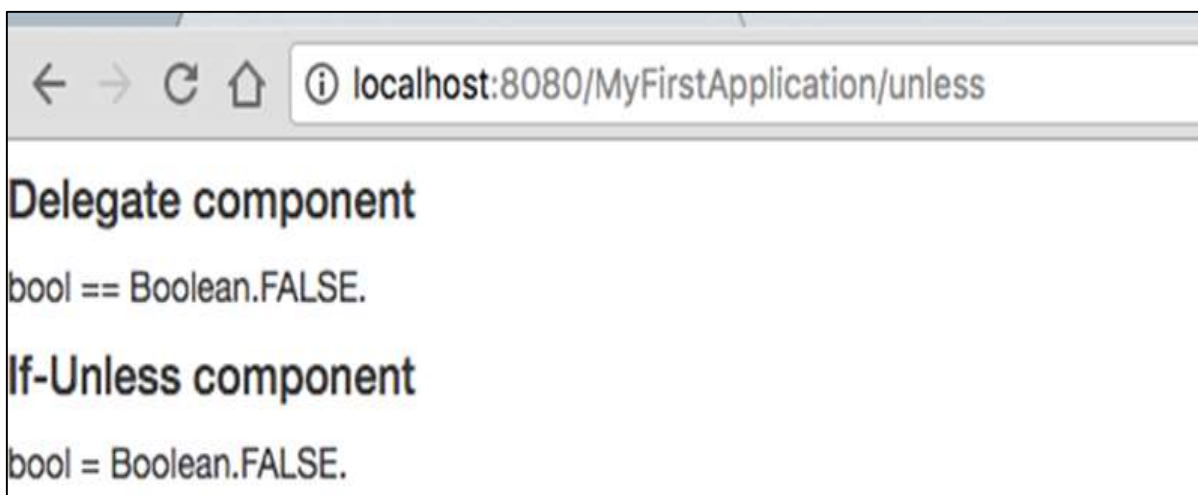 localhost:8080/MyFirstApplication/unless
Delegate component
bool == Boolean.FALSE.
If-Unless component
bool = Boolean.FALSE.